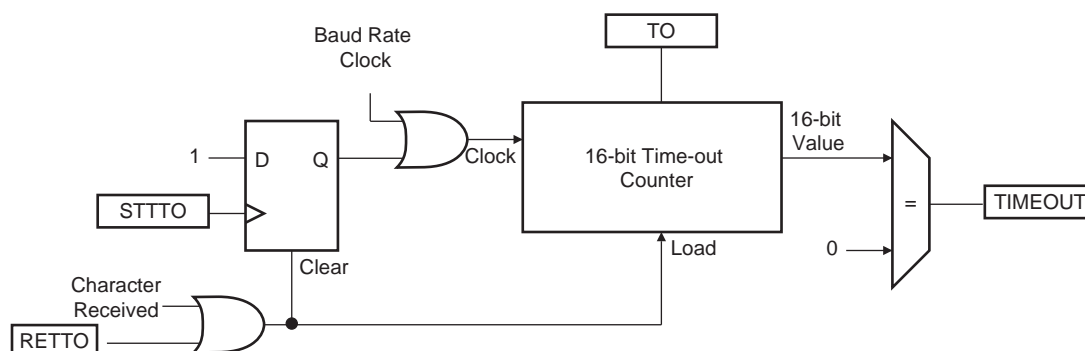 TO
Baud Rate
Clock
16-bit
Value
1
D
Q
Clock
16-bit Time-out
Counter
=
TIMEOUT
STTTO
Clear
Load
0
Character
Received
RETTO